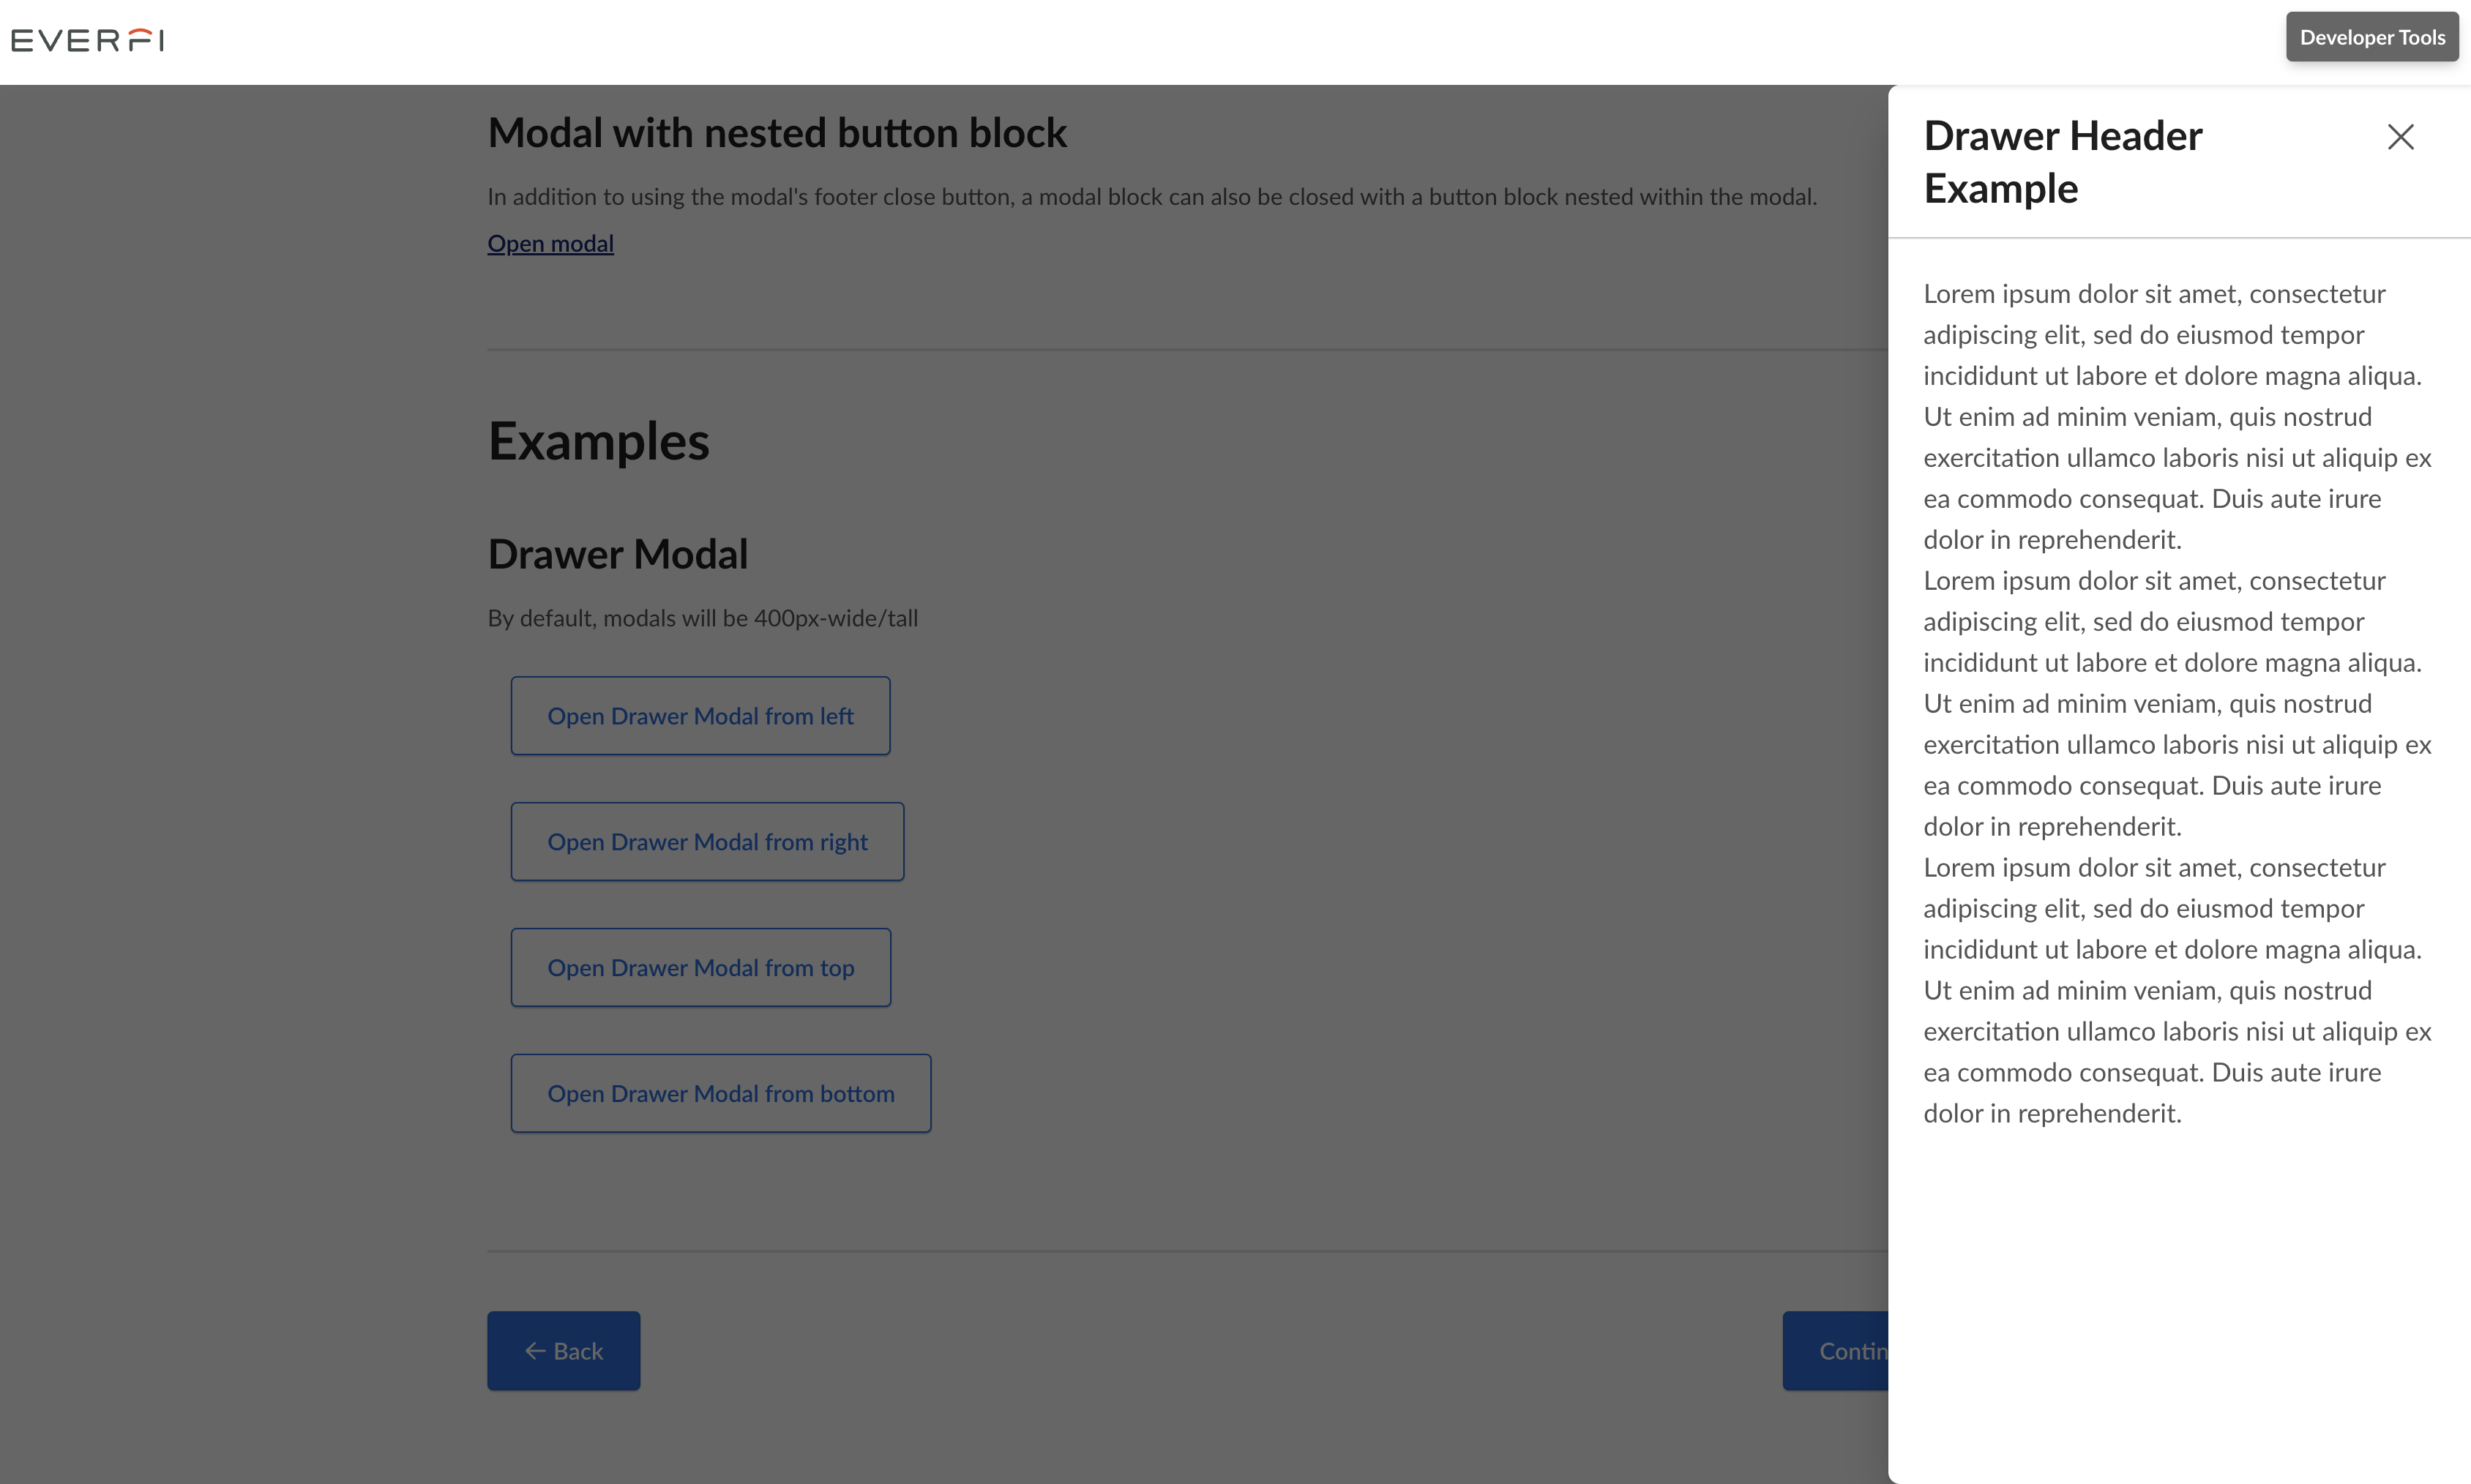 EVERFI
Developer Tools
Modal with nested button block
In addition to using the modal's footer close button, a modal block can also be closed with a button block nested within the modal.
Open modal
Examples
Drawer Modal
By default, modals will be 400px-wide/tall
Open Drawer Modal from left
Open Drawer Modal from right
Open Drawer Modal from top
Open Drawer Modal from bottom
← Back
Contin
Drawer Header
Example
Lorem ipsum dolor sit amet, consectetur
adipiscing elit, sed do eiusmod tempor
incididunt ut labore et dolore magna aliqua.
Ut enim ad minim veniam, quis nostrud
exercitation ullamco laboris nisi ut aliquip ex
ea commodo consequat. Duis aute irure
dolor in reprehenderit.
Lorem ipsum dolor sit amet, consectetur
adipiscing elit, sed do eiusmod tempor
incididunt ut labore et dolore magna aliqua.
Ut enim ad minim veniam, quis nostrud
exercitation ullamco laboris nisi ut aliquip ex
ea commodo consequat. Duis aute irure
dolor in reprehenderit.
Lorem ipsum dolor sit amet, consectetur
adipiscing elit, sed do eiusmod tempor
incididunt ut labore et dolore magna aliqua.
Ut enim ad minim veniam, quis nostrud
exercitation ullamco laboris nisi ut aliquip ex
ea commodo consequat. Duis aute irure
dolor in reprehenderit.